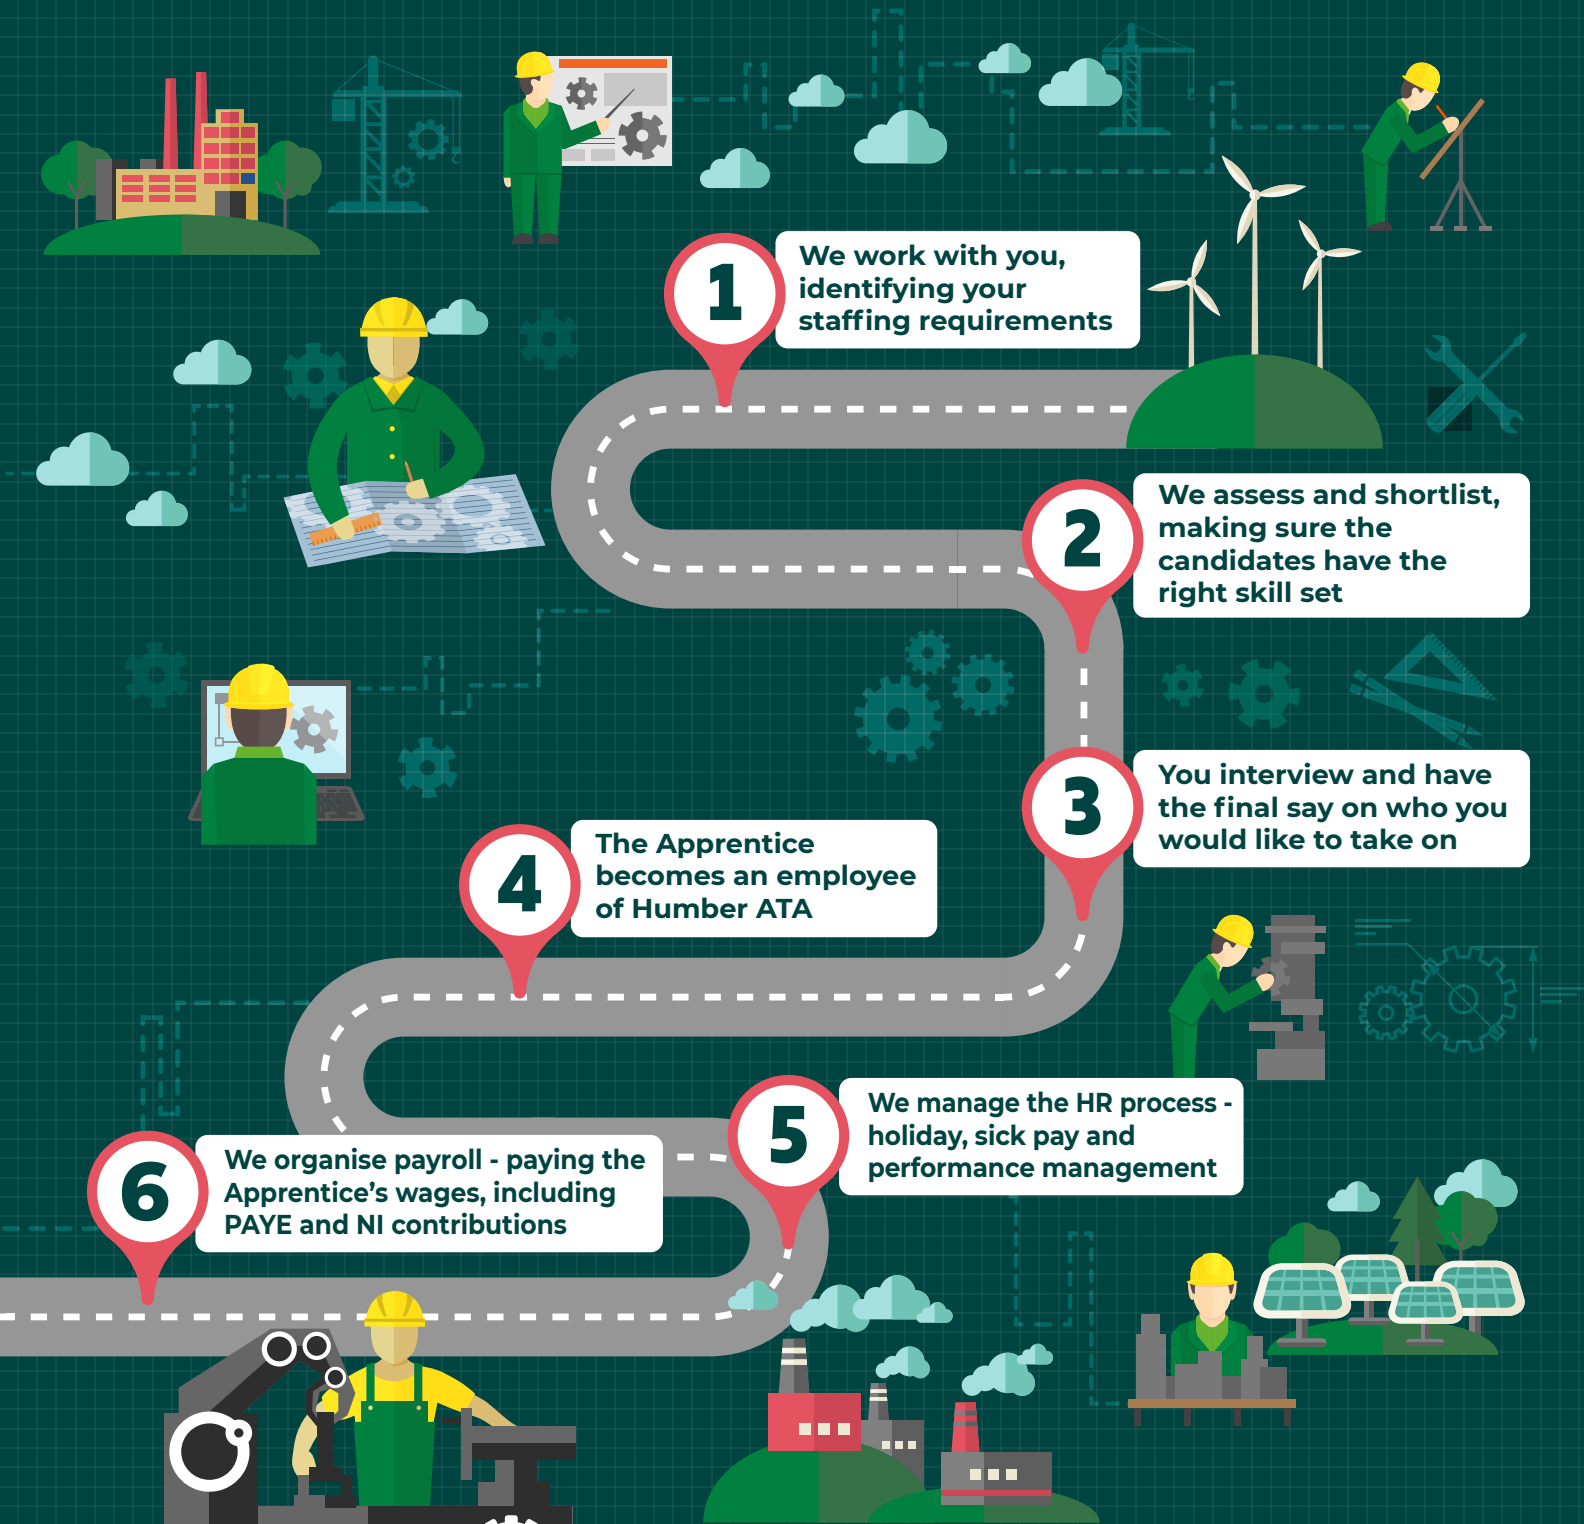 1
We work with you,
identifying your
staffing requirements
2
We assess and shortlist,
making sure the
candidates have the
right skill set
3
You interview and have
the final say on who you
would like to take on
4
The Apprentice
becomes an employee
of Humber ATA
5
We manage the HR process -
holiday, sick pay and
performance management
6
We organise payroll - paying the
Apprentice’s wages, including
PAYE and NI contributions